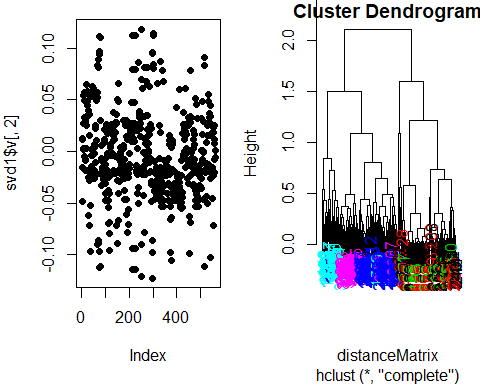 Cluster Dendrogram
svd1$v[, 2]
0.10
0.05
0.00
-0.05
-0.10
0 200 400
Index
Height
2.0
1.5
1.0
0.5
0.0
distanceMatrix
hclust (*, "complete")